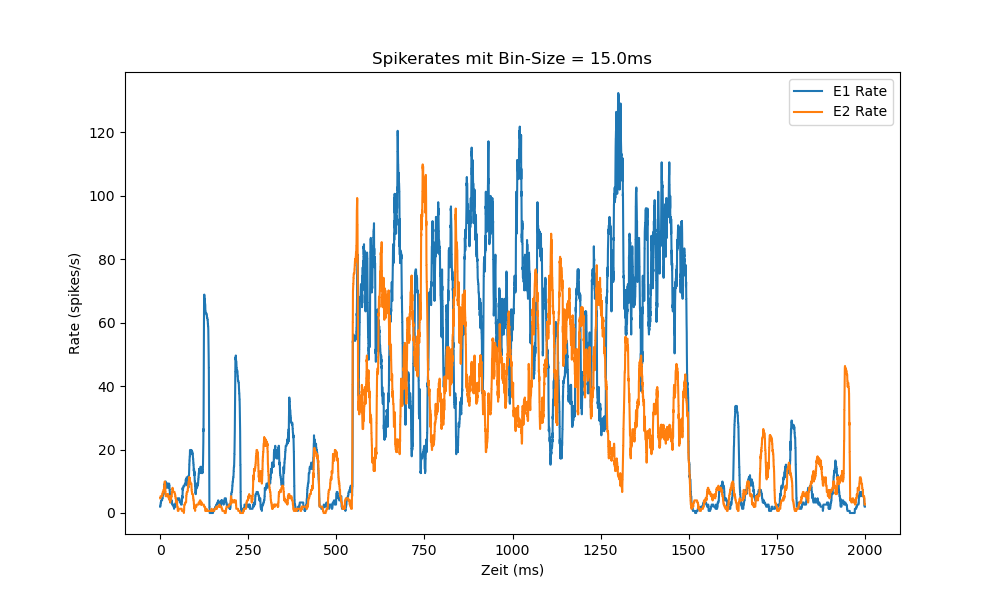 Spikerates mit Bin-Size = 15.0ms
E1 Rate
E2 Rate
Rate (spikes/s)
120
100
80
60
40
20
0
0 250 500 750 1000 1250 1500 1750 2000
Zeit (ms)